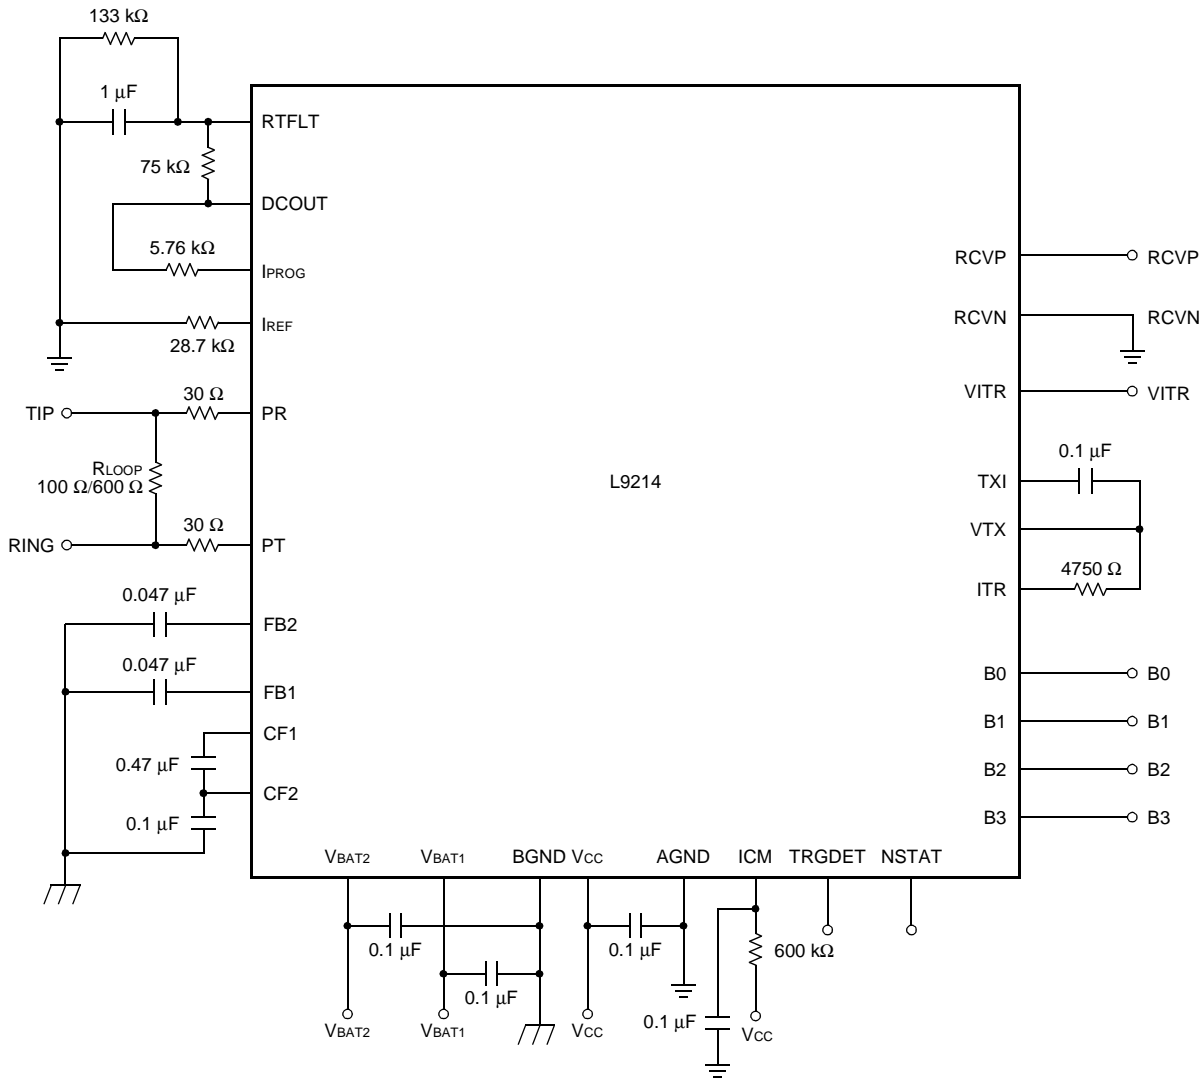 133 kΩ
1 μF
RTFLT
75 kΩ
DCOUT
5.76 kΩ
IPROG
RCVP
RCVP
RCVN
RCVN
IREF
28.7 kΩ
30 Ω
TIP
PR
VITR
VITR
0.1 μF
RLOOP
100 Ω/600 Ω
L9214
TXI
30 Ω
VTX
RING
PT
4750 Ω
ITR
0.047 μF
FB2
0.047 μF
FB1
B0
B0
CF1
B1
B1
0.47 μF
B2
B2
CF2
0.1 μF
B3
B3
VBAT2
VBAT1
BGND
VCC
AGND
ICM
TRGDET
NSTAT
0.1 μF
0.1 μF
600 kΩ
0.1 μF
0.1 μF
VBAT2
VBAT1
VCC
VCC